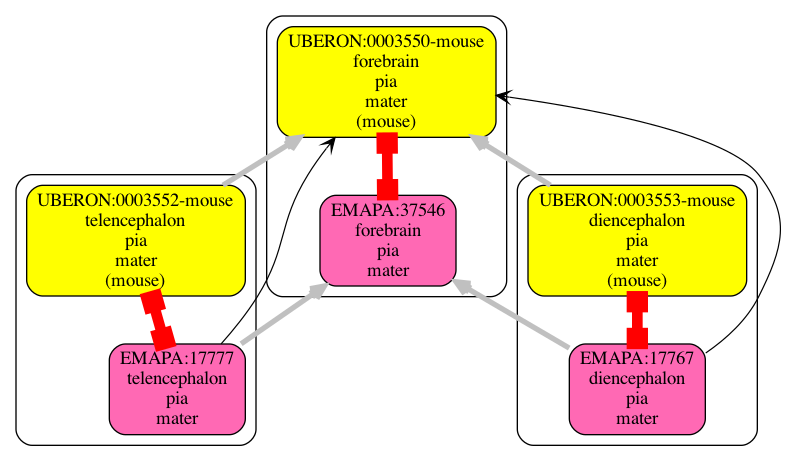 UBERON:0003550-mouse
forebrain
pia
mater
(mouse)
UBERON:0003552-mouse
telencephalon
pia
mater
(mouse)
EMAPA:37546
forebrain
pia
mater
UBERON:0003553-mouse
diencephalon
pia
mater
(mouse)
EMAPA:17777
telencephalon
pia
mater
EMAPA:17767
diencephalon
pia
mater